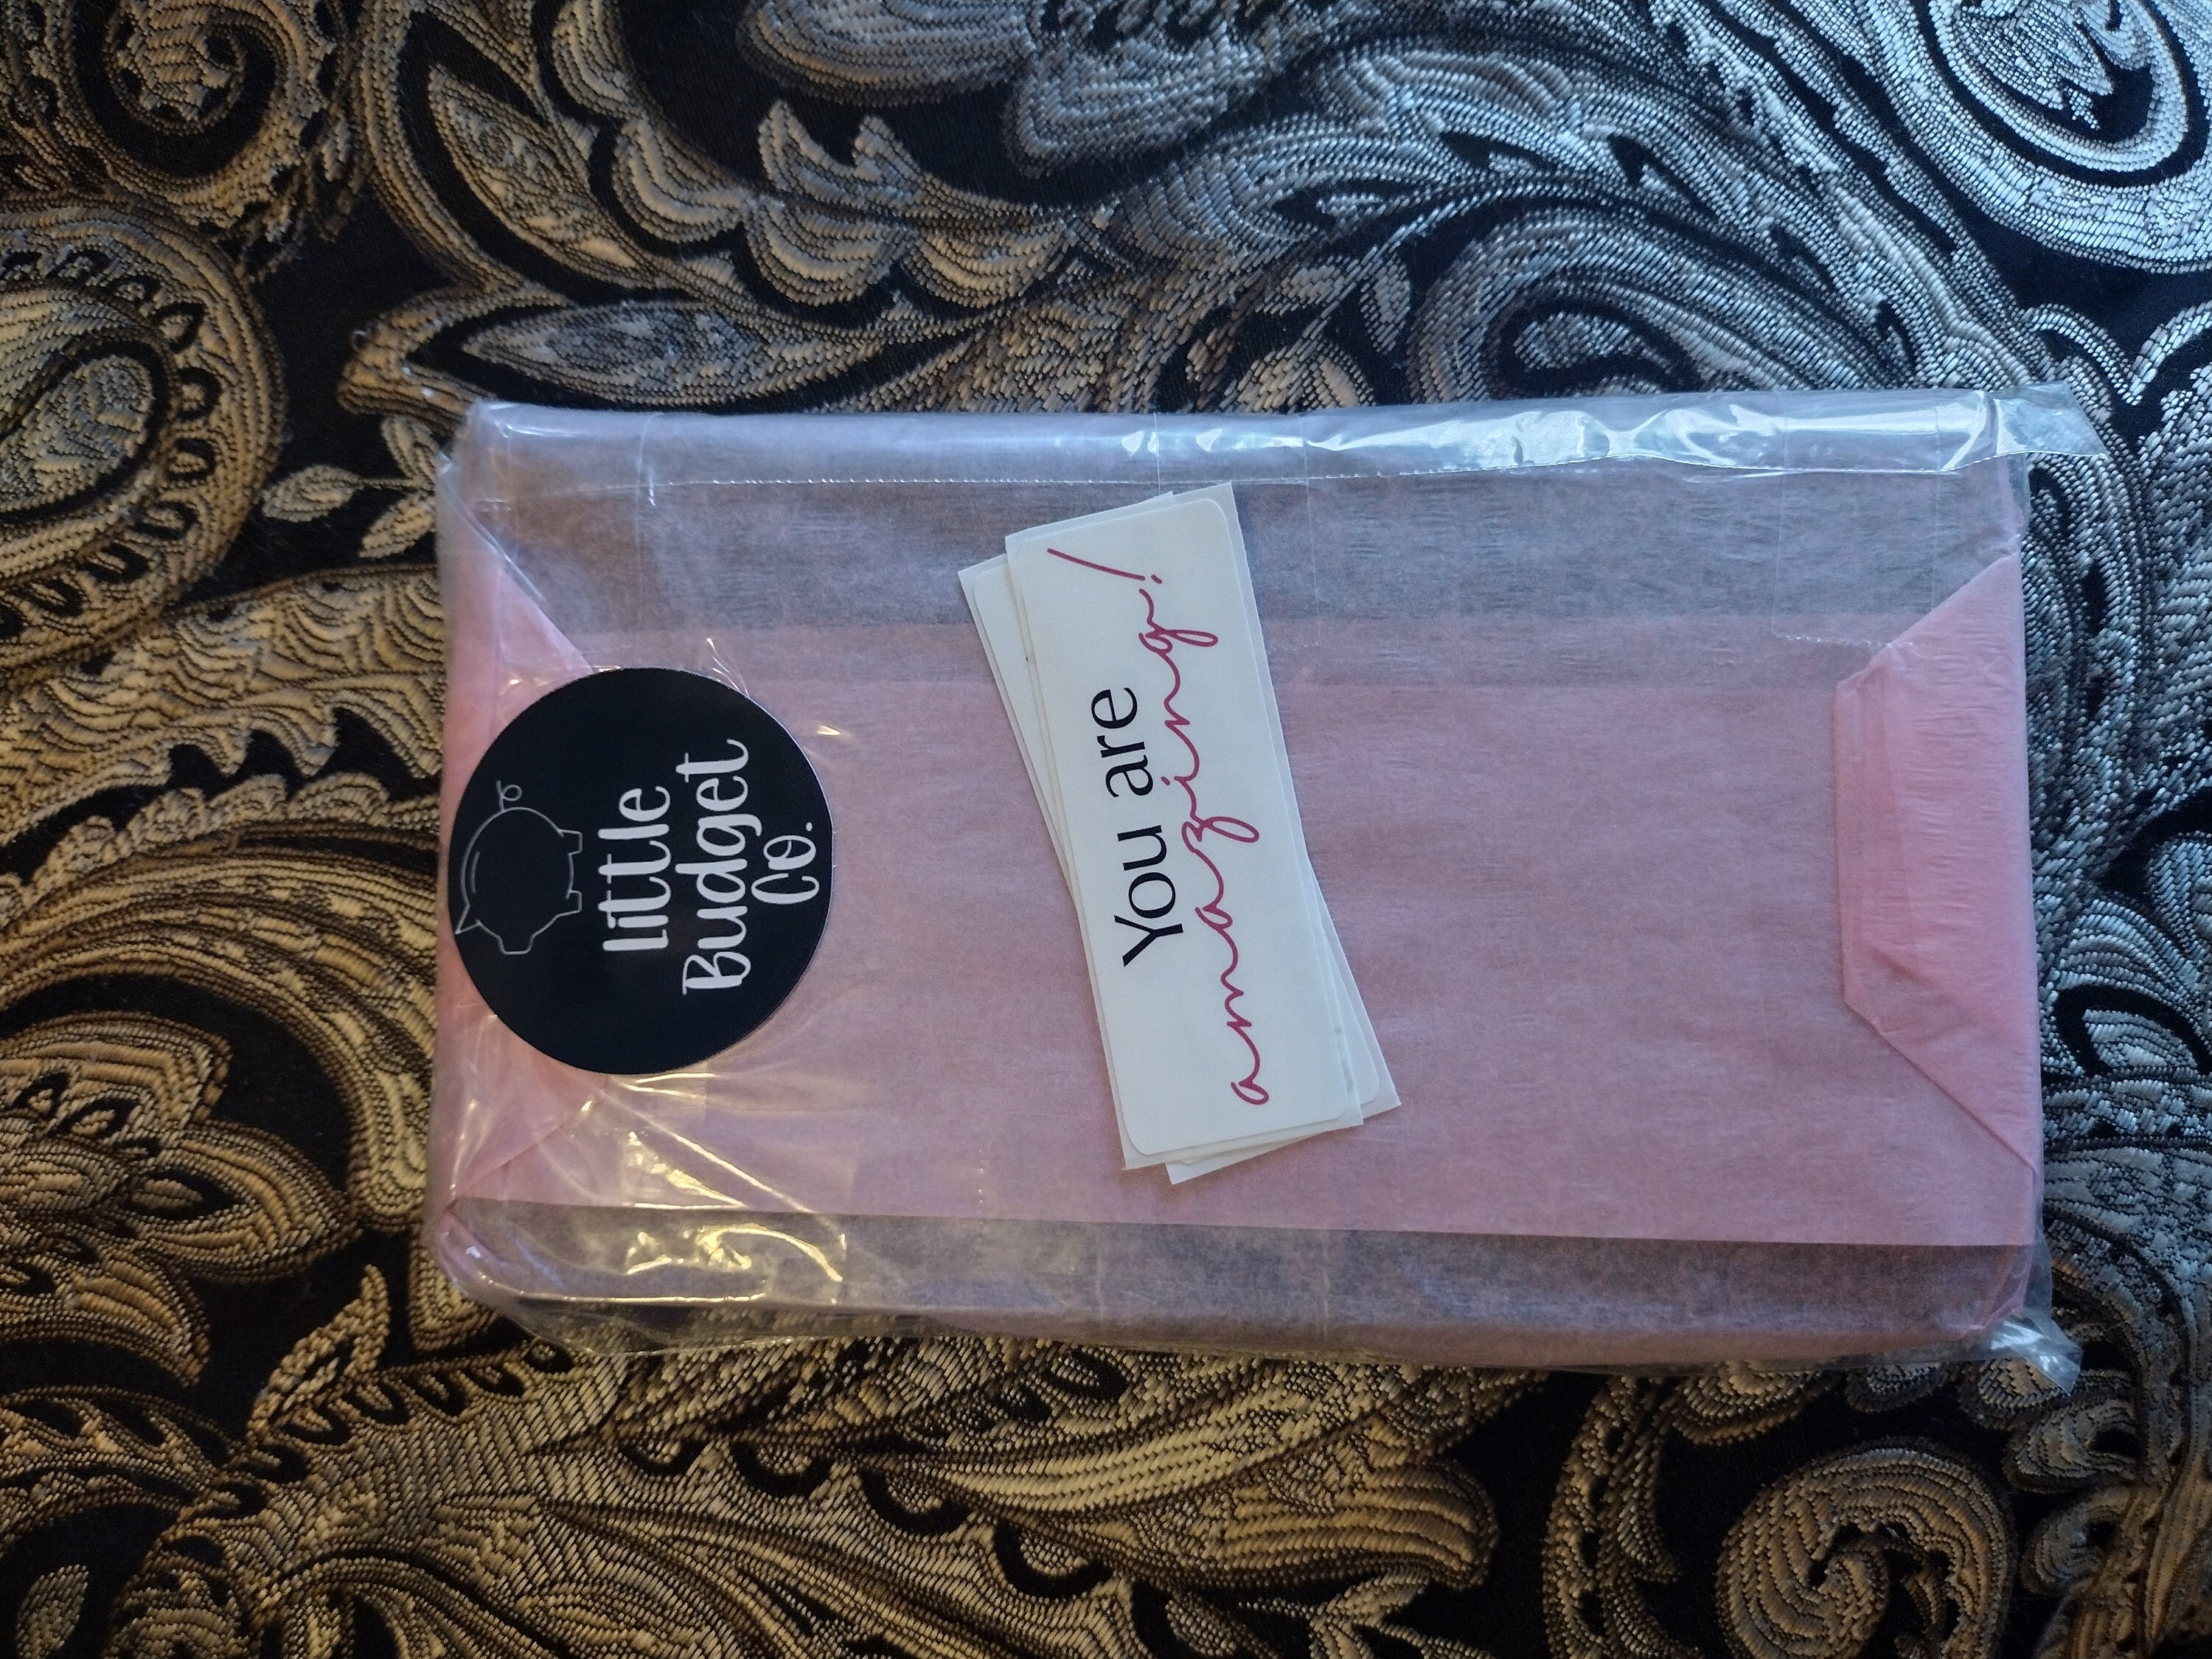 little
Budget
Co.
You are
amazing!